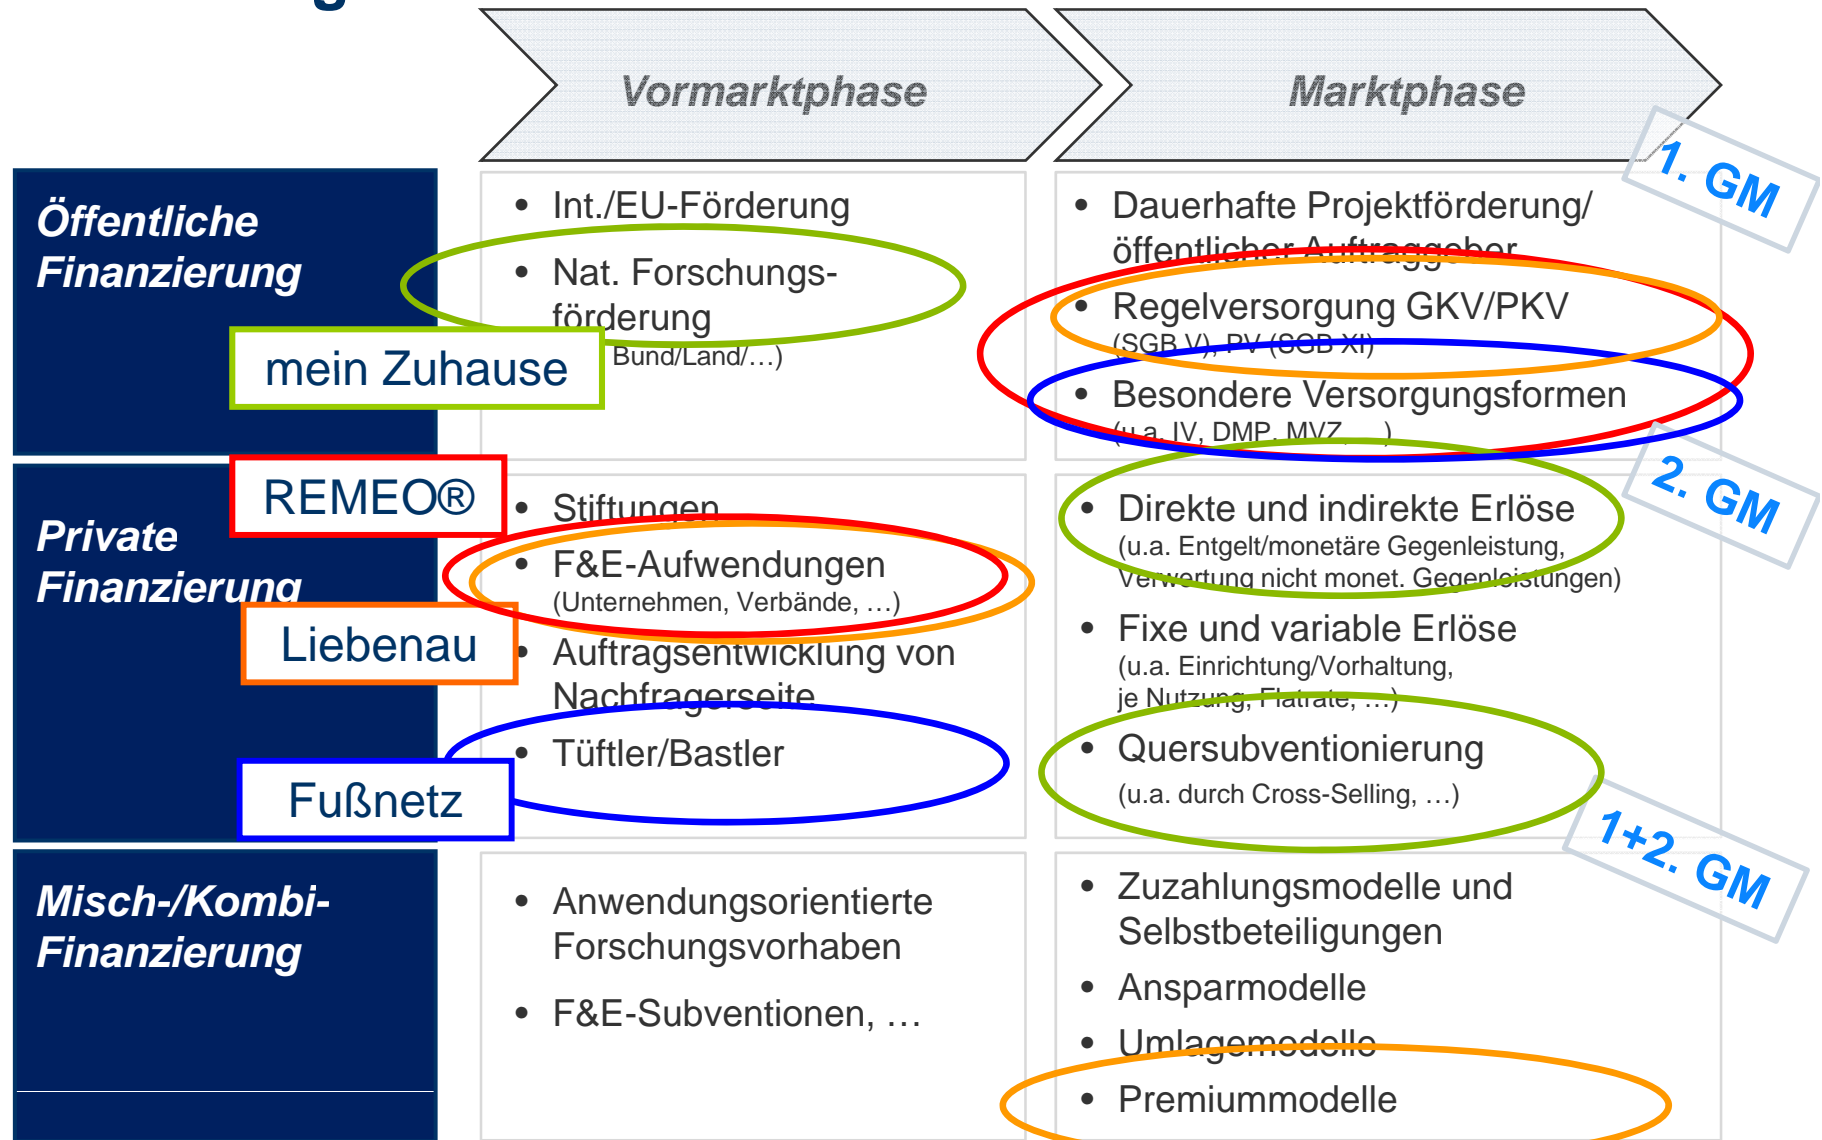 Vormarktphase
Marktphase
1. GM
Öffentliche
Finanzierung
• Int./EU-Förderung
• Nat. Forschungs-
förderung
Bund/Land/…)
mein Zuhause
• Dauerhafte Projektförderung/
öffentlicher Auftraggeber
• Regelversorgung GKV/PKV
(SGB V), PV (SGB XI)
• Besondere Versorgungsformen
(u.a. IV, DMP, MVZ, …)
2. GM
Private
Finanzierung
REMEO®
Liebenau
Fußnetz
• Stiftungen
• F&E-Aufwendungen
(Unternehmen, Verbände, …)
• Auftragsentwicklung von
Nachfragerseite
• Tüftler/Bastler
• Direkte und indirekte Erlöse
(u.a. Entgelt/monetäre Gegenleistung,
Verwertung nicht monet. Gegenleistungen)
• Fixe und variable Erlöse
(u.a. Einrichtung/Vorhaltung,
je Nutzung, Flatrate, …)
• Quersubventionierung
(u.a. durch Cross-Selling, …)
1+2. GM
Misch-/Kombi-
Finanzierung
• Anwendungsorientierte
Forschungsvorhaben
• F&E-Subventionen, …
• Zuzahlungsmodelle und
Selbstbeteiligungen
• Ansparmodelle
• Umlagemodelle
• Premiummodelle